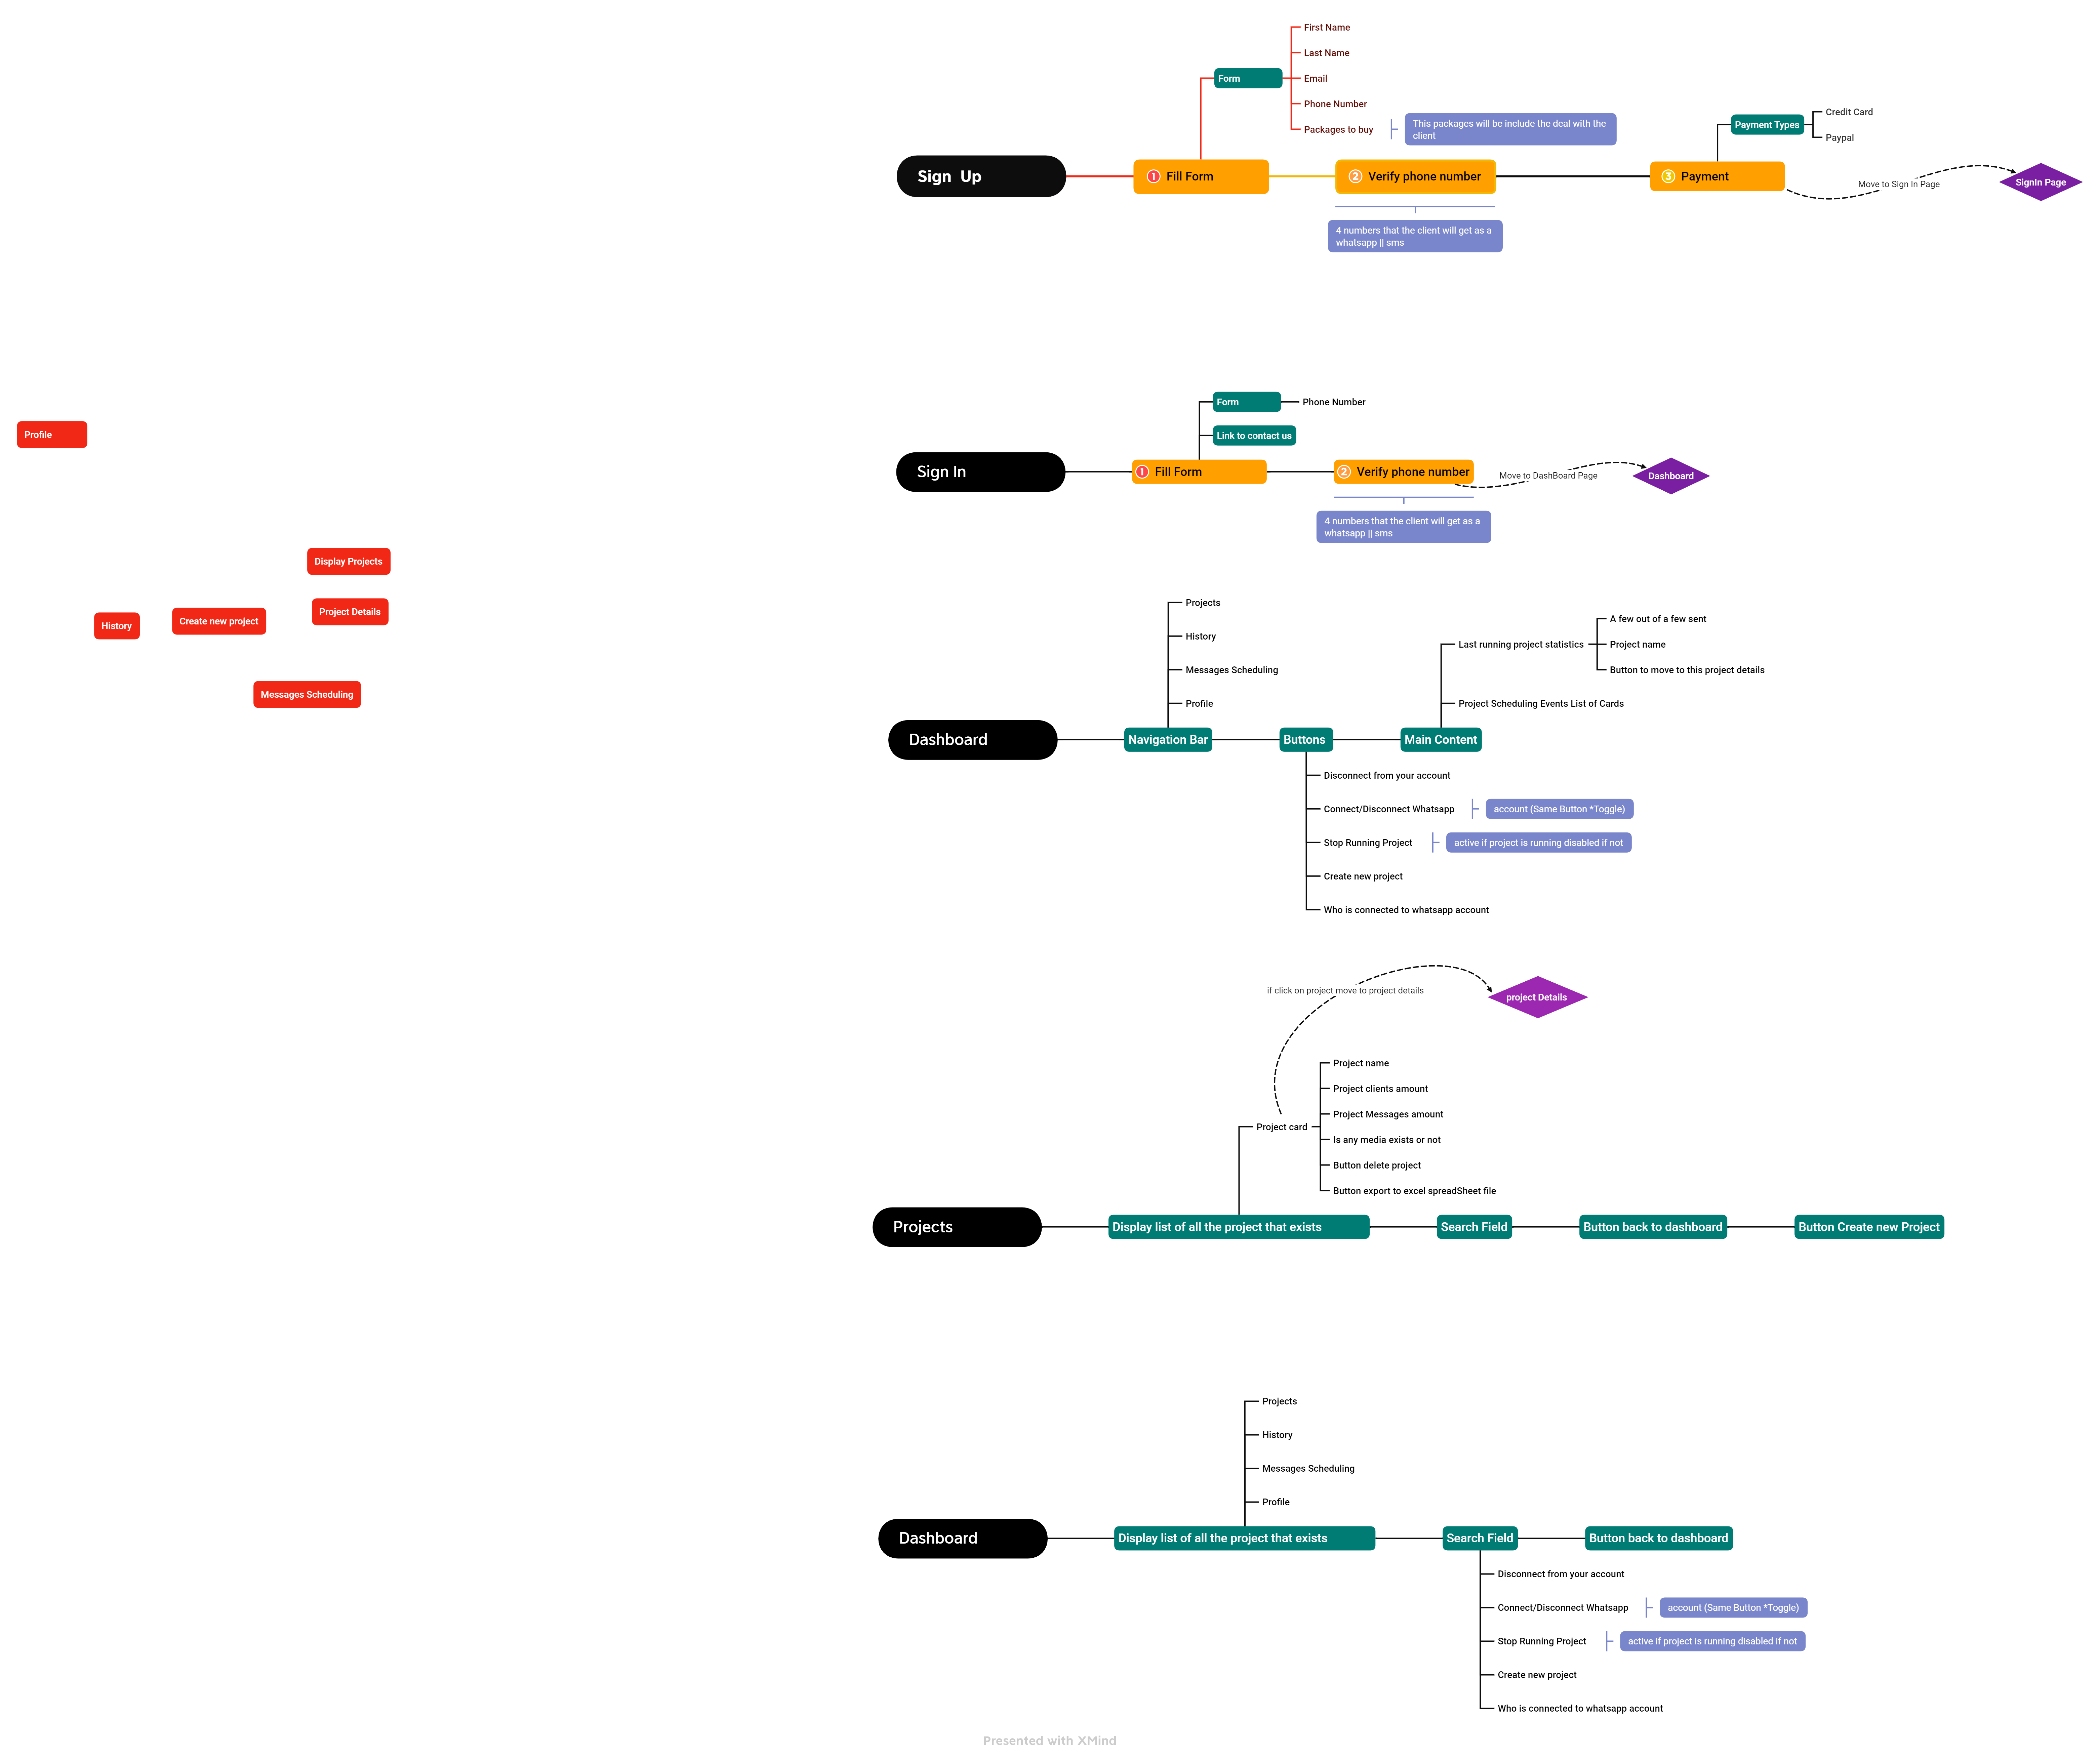 First Name
Last Name
Form
Email
Phone Number
Packages to buy
This packages will be include the deal with the
client
Payment Types
Credit Card
Paypal
Sign Up
1 Fill Form
2 Verify phone number
3 Payment
Move to Sign In Page
SignIn Page
4 numbers that the client will get as a
whatsapp || sms
Form
Phone Number
Link to contact us
Sign In
1 Fill Form
2 Verify phone number
Move to DashBoard Page
Dashboard
4 numbers that the client will get as a
whatsapp || sms
Profile
Display Projects
Project Details
History
Create new project
Messages Scheduling
Projects
History
Messages Scheduling
Profile
Last running project statistics
A few out of a few sent
Project name
Button to move to this project details
Project Scheduling Events List of Cards
Dashboard
Navigation Bar
Buttons
Main Content
Disconnect from your account
Connect/Disconnect Whatsapp
account (Same Button *Toggle)
Stop Running Project
active if project is running disabled if not
Create new project
Who is connected to whatsapp account
if click on project move to project details
project Details
Project card
Project name
Project clients amount
Project Messages amount
Is any media exists or not
Button delete project
Button export to excel spreadSheet file
Projects
Display list of all the project that exists
Search Field
Button back to dashboard
Button Create new Project
Projects
History
Messages Scheduling
Profile
Dashboard
Display list of all the project that exists
Search Field
Button back to dashboard
Disconnect from your account
Connect/Disconnect Whatsapp
account (Same Button *Toggle)
Stop Running Project
active if project is running disabled if not
Create new project
Who is connected to whatsapp account
Presented with XMind